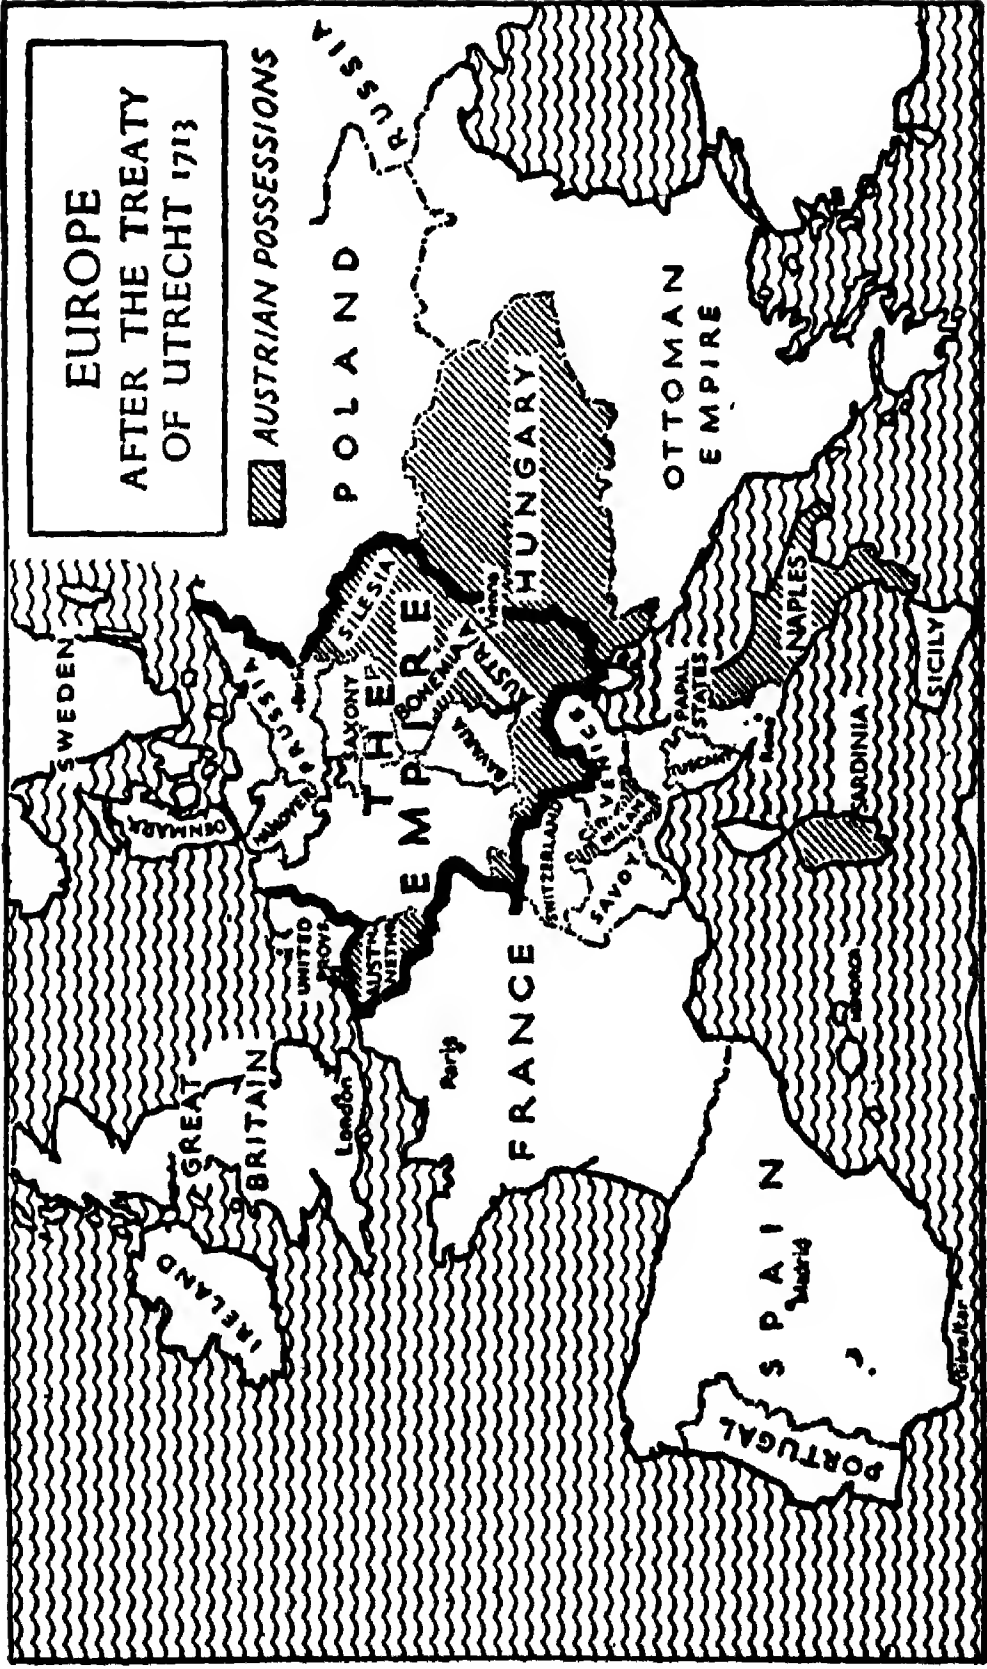 EUROPE
AFTER THE TREATY
OF UTRECHT 1713
AUSTRIAN POSSESSIONS
RUSSIA
SWEDEN
DENMARK
GREAT
BRITAIN
IRELAND
London
UNITED
PROVS.
AUSTN.
NETHS.
HANOVER
PRUSSIA
SAXONY
SILESIA
POLAND
THE
EMPIRE
BOHEMIA
AUSTRIA
BAVARIA
HUNGARY
Paris
FRANCE
SWITZERLAND
SAVOY
MILAN
VENICE
TUSCANY
PAPAL
STATES
Rome
NAPLES
OTTOMAN
EMPIRE
SARDINIA
SICILY
MINORCA
SPAIN
Madrid
PORTUGAL
Gibraltar